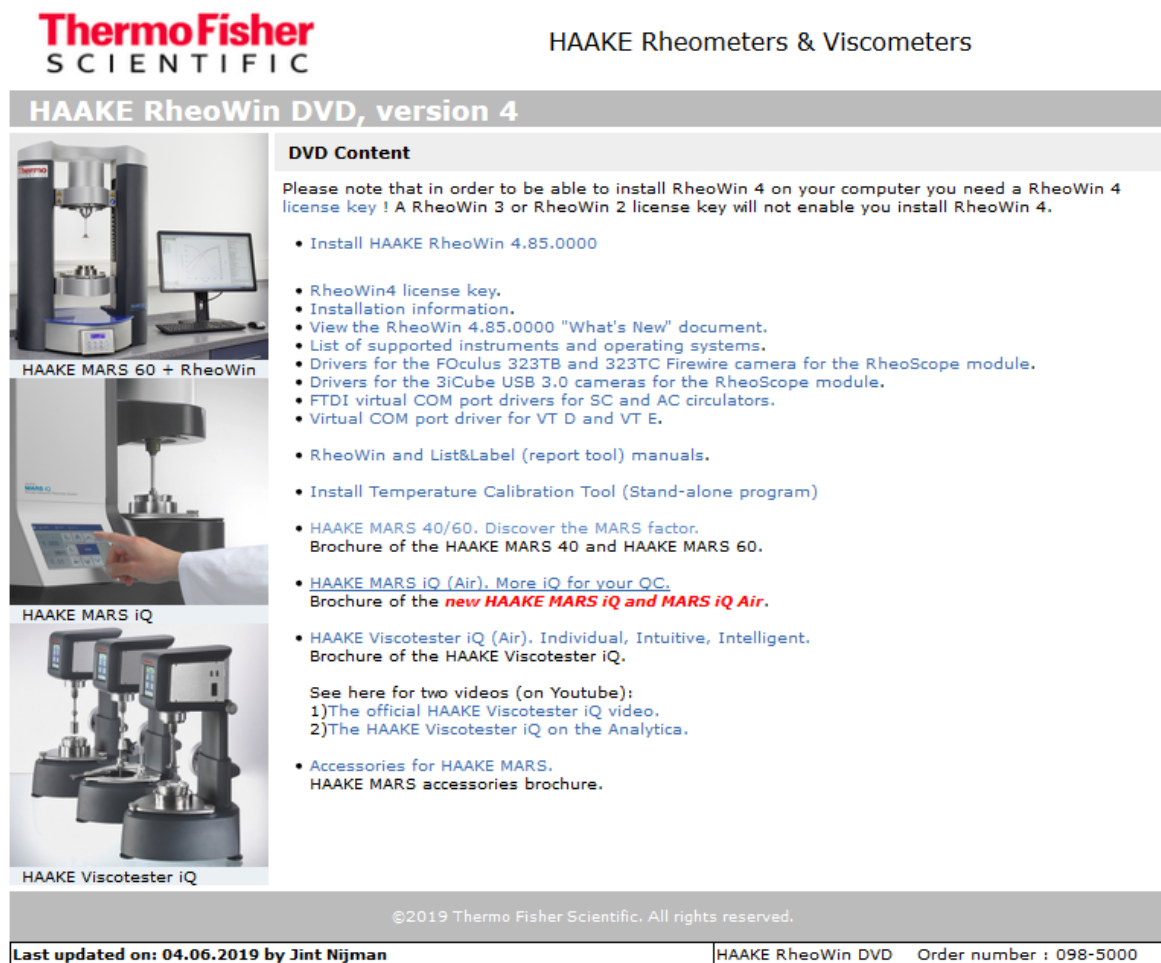 ThermoFisher
SCIENTIFIC
HAAKE Rheometers & Viscometers
HAAKE RheoWin DVD, version 4
Thermo
HAAKE MARS 60 + RheoWin
MARS iQ
HAAKE MARS iQ
HAAKE Viscotester iQ
DVD Content
Please note that in order to be able to install RheoWin 4 on your computer you need a RheoWin 4
license key ! A RheoWin 3 or RheoWin 2 license key will not enable you install RheoWin 4.
• Install HAAKE RheoWin 4.85.0000
• RheoWin4 license key.
• Installation information.
• View the RheoWin 4.85.0000 "What's New" document.
• List of supported instruments and operating systems.
• Drivers for the FOculus 323TB and 323TC Firewire camera for the RheoScope module.
• Drivers for the 3iCube USB 3.0 cameras for the RheoScope module.
• FTDI virtual COM port drivers for SC and AC circulators.
• Virtual COM port driver for VT D and VT E.
• RheoWin and List&Label (report tool) manuals.
• Install Temperature Calibration Tool (Stand-alone program)
• HAAKE MARS 40/60. Discover the MARS factor.
Brochure of the HAAKE MARS 40 and HAAKE MARS 60.
• HAAKE MARS iQ (Air). More iQ for your QC.
Brochure of the new HAAKE MARS iQ and MARS iQ Air.
• HAAKE Viscotester iQ (Air). Individual, Intuitive, Intelligent.
Brochure of the HAAKE Viscotester iQ.
See here for two videos (on Youtube):
1)The official HAAKE Viscotester iQ video.
2)The HAAKE Viscotester iQ on the Analytica.
• Accessories for HAAKE MARS.
HAAKE MARS accessories brochure.
©2019 Thermo Fisher Scientific. All rights reserved.
Last updated on: 04.06.2019 by Jint Nijman
HAAKE RheoWin DVD Order number : 098-5000